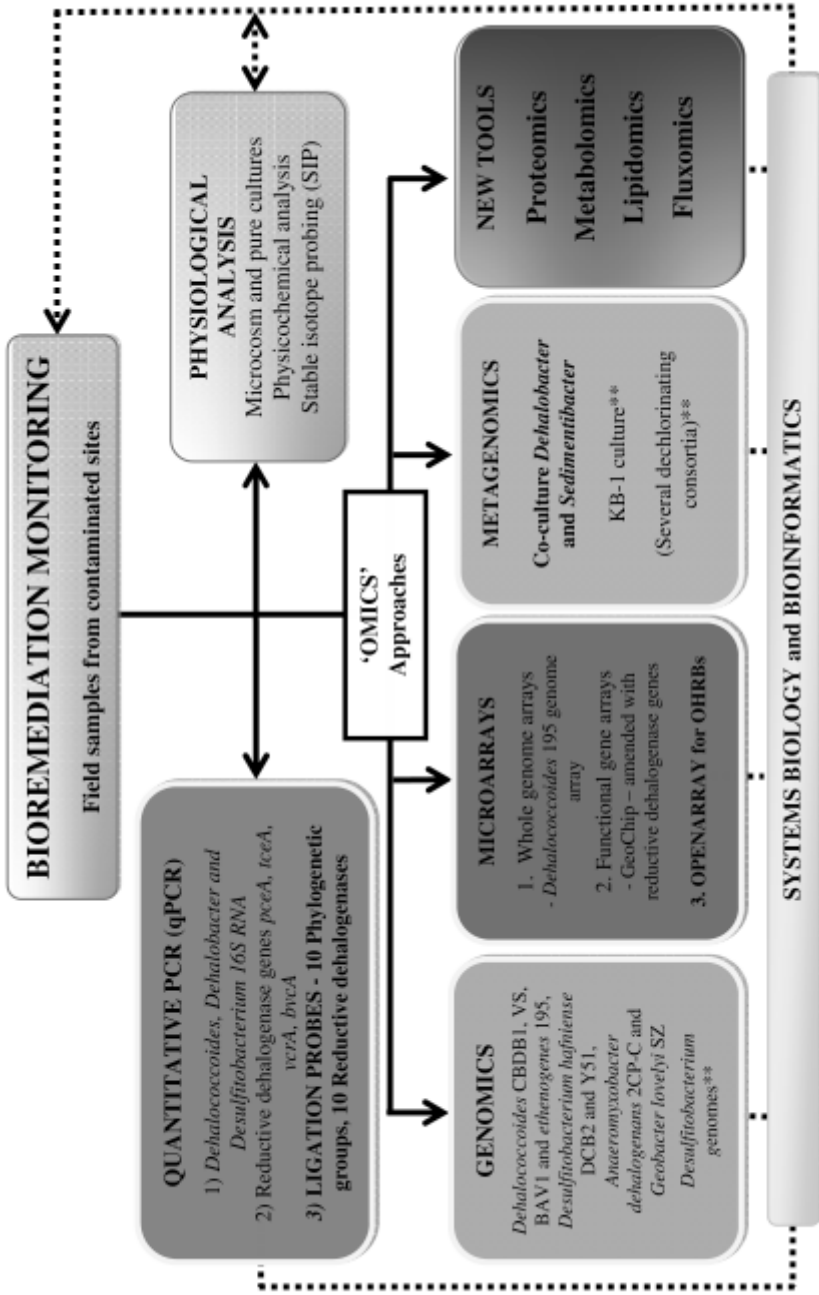 BIOREMEDIATION MONITORING
Field samples from contaminated sites
QUANTITATIVE PCR (qPCR)
1) Dehalococcoides, Dehalobacter and
Desulfitobacterium 16S RNA
2) Reductive dehalogenase genes pceA, tceA,
vcrA, bvcA
3) LIGATION PROBES - 10 Phylogenetic
groups, 10 Reductive dehalogenases
PHYSIOLOGICAL
ANALYSIS
Microcosm and pure cultures
Physicochemical analysis
Stable isotope probing (SIP)
‘OMICS’
Approaches
GENOMICS
Dehalococcoides CBDB1, VS,
BAV1 and ethenogenes 195,
Desulfitobacterium hafniense
DCB2 and Y51,
Anaeromyxobacter
dehalogenans 2CP-C and
Geobacter lovelyi SZ
Desulfitobacterium
genomes**
MICROARRAYS
1. Whole genome arrays
- Dehalococcoides 195 genome
array
2. Functional gene arrays
- GeoChip – amended with
reductive dehalogenase genes
3. OPENARRAY for OHRBs
METAGENOMICS
Co-culture Dehalobacter
and Sedimentibacter
KB-1 culture**
(Several dechlorinating
consortia)**
NEW TOOLS
Proteomics
Metabolomics
Lipidomics
Fluxomics
SYSTEMS BIOLOGY and BIOINFORMATICS